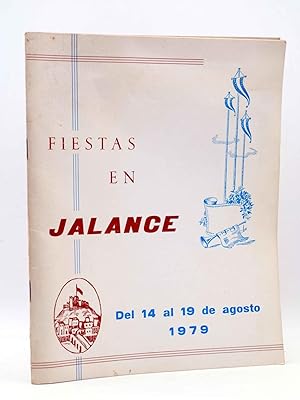 FIESTAS
EN
JALANCE
Del 14 al 19 de agosto
1979